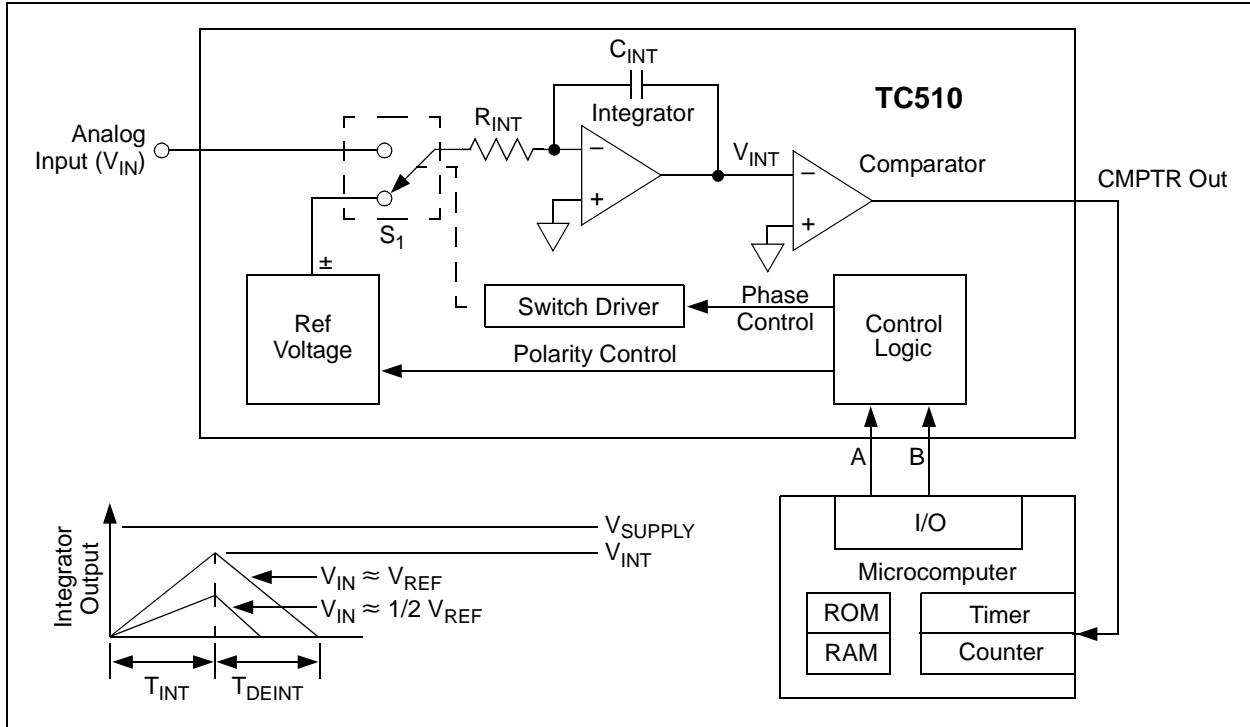 C_INT
TC510
Integrator
R_INT
Analog
Input (V_IN)
−
+
V_INT
−
+
Comparator
CMPTR Out
S_1
±
Ref
Voltage
Switch Driver
Phase
Control
Control
Logic
Polarity Control
A
B
I/O
Microcomputer
ROM
RAM
Timer
Counter
Integrator
Output
V_SUPPLY
V_INT
V_IN ≈ V_REF
V_IN ≈ 1/2 V_REF
T_INT
T_DEINT